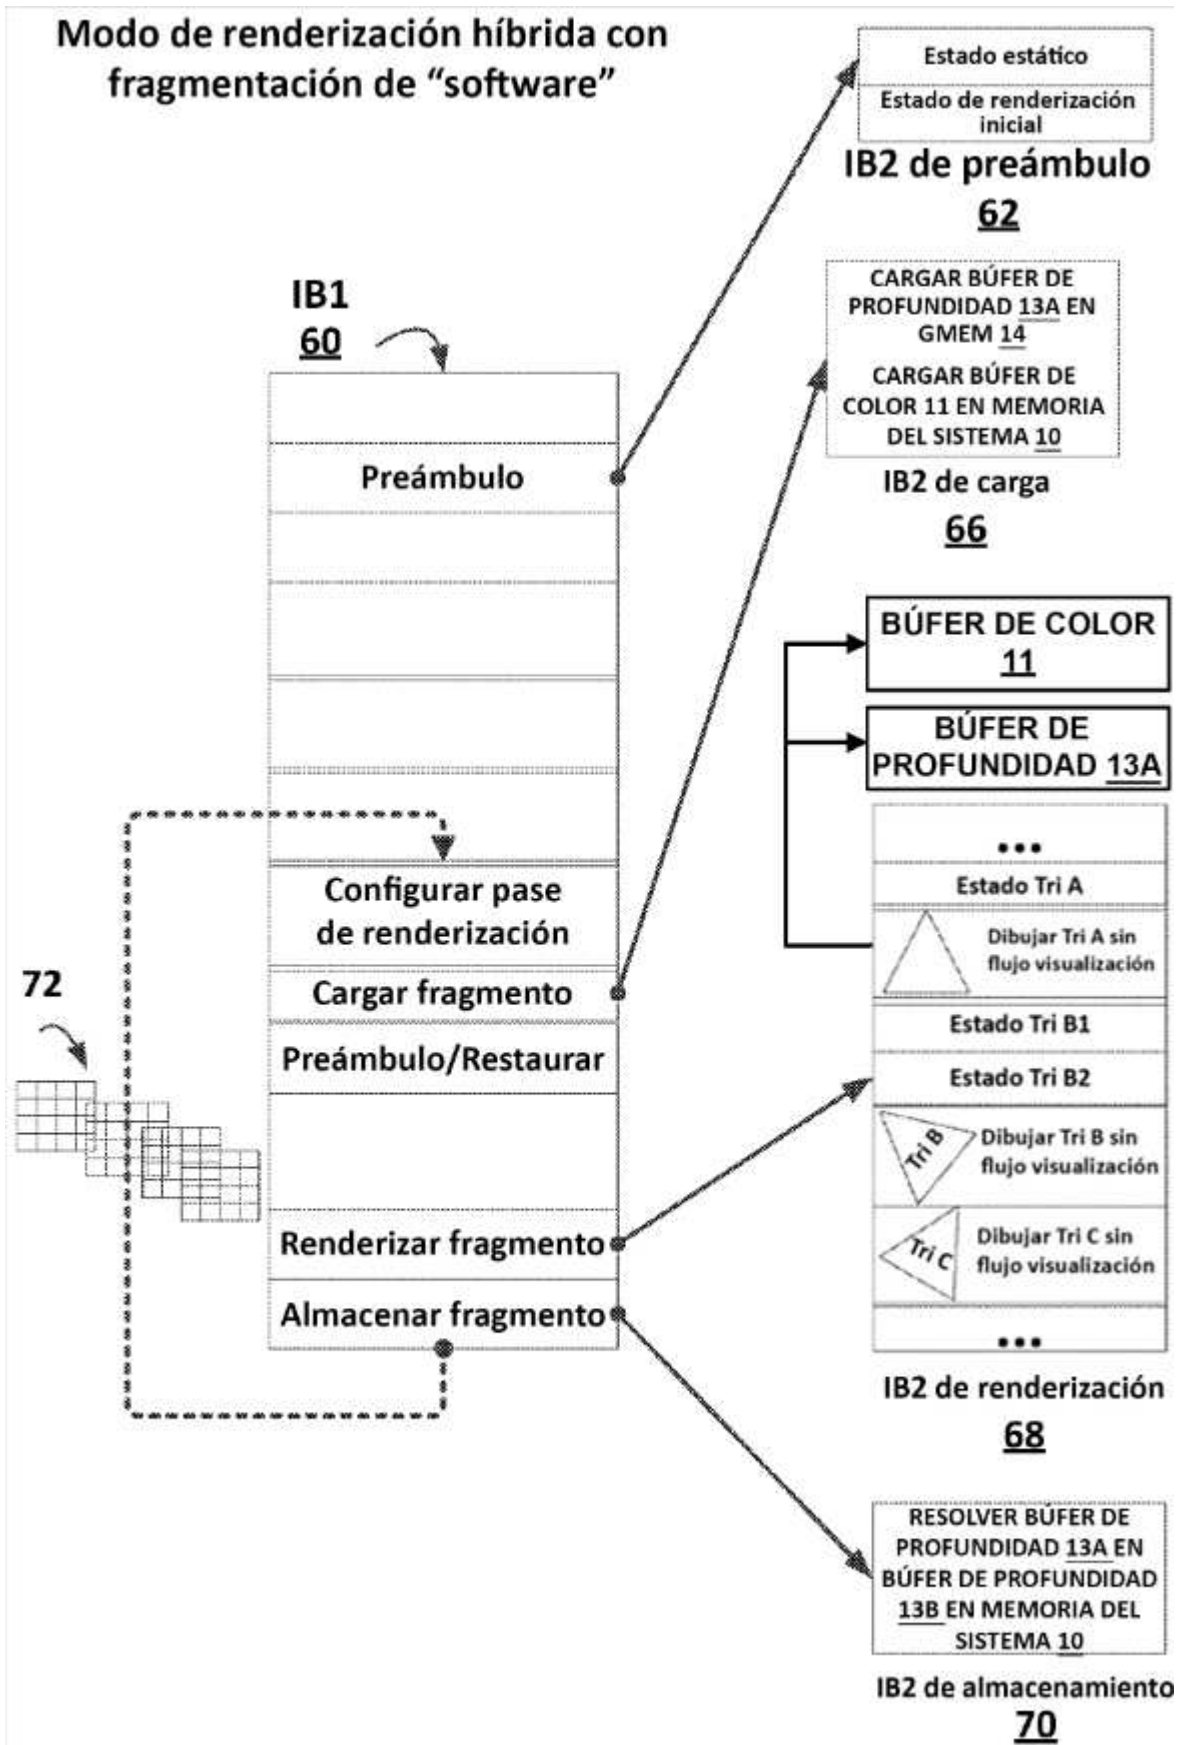 Modo de renderización híbrida con
fragmentación de “software”
Estado estático
Estado de renderización
inicial
IB2 de preámbulo
62
CARGAR BÚFER DE
PROFUNDIDAD 13A EN
GMEM 14
CARGAR BÚFER DE
COLOR 11 EN MEMORIA
DEL SISTEMA 10
IB2 de carga
66
IB1
60
Preámbulo
Configurar pase
de renderización
Cargar fragmento
Preámbulo/Restaurar
Renderizar fragmento
Almacenar fragmento
72
BÚFER DE COLOR
11
BÚFER DE
PROFUNDIDAD 13A
...
Estado Tri A
Dibujar Tri A sin
flujo visualización
Estado Tri B1
Estado Tri B2
Tri B
Dibujar Tri B sin
flujo visualización
Tri C
Dibujar Tri C sin
flujo visualización
...
IB2 de renderización
68
RESOLVER BÚFER DE
PROFUNDIDAD 13A EN
BÚFER DE PROFUNDIDAD
13B EN MEMORIA DEL
SISTEMA 10
IB2 de almacenamiento
70